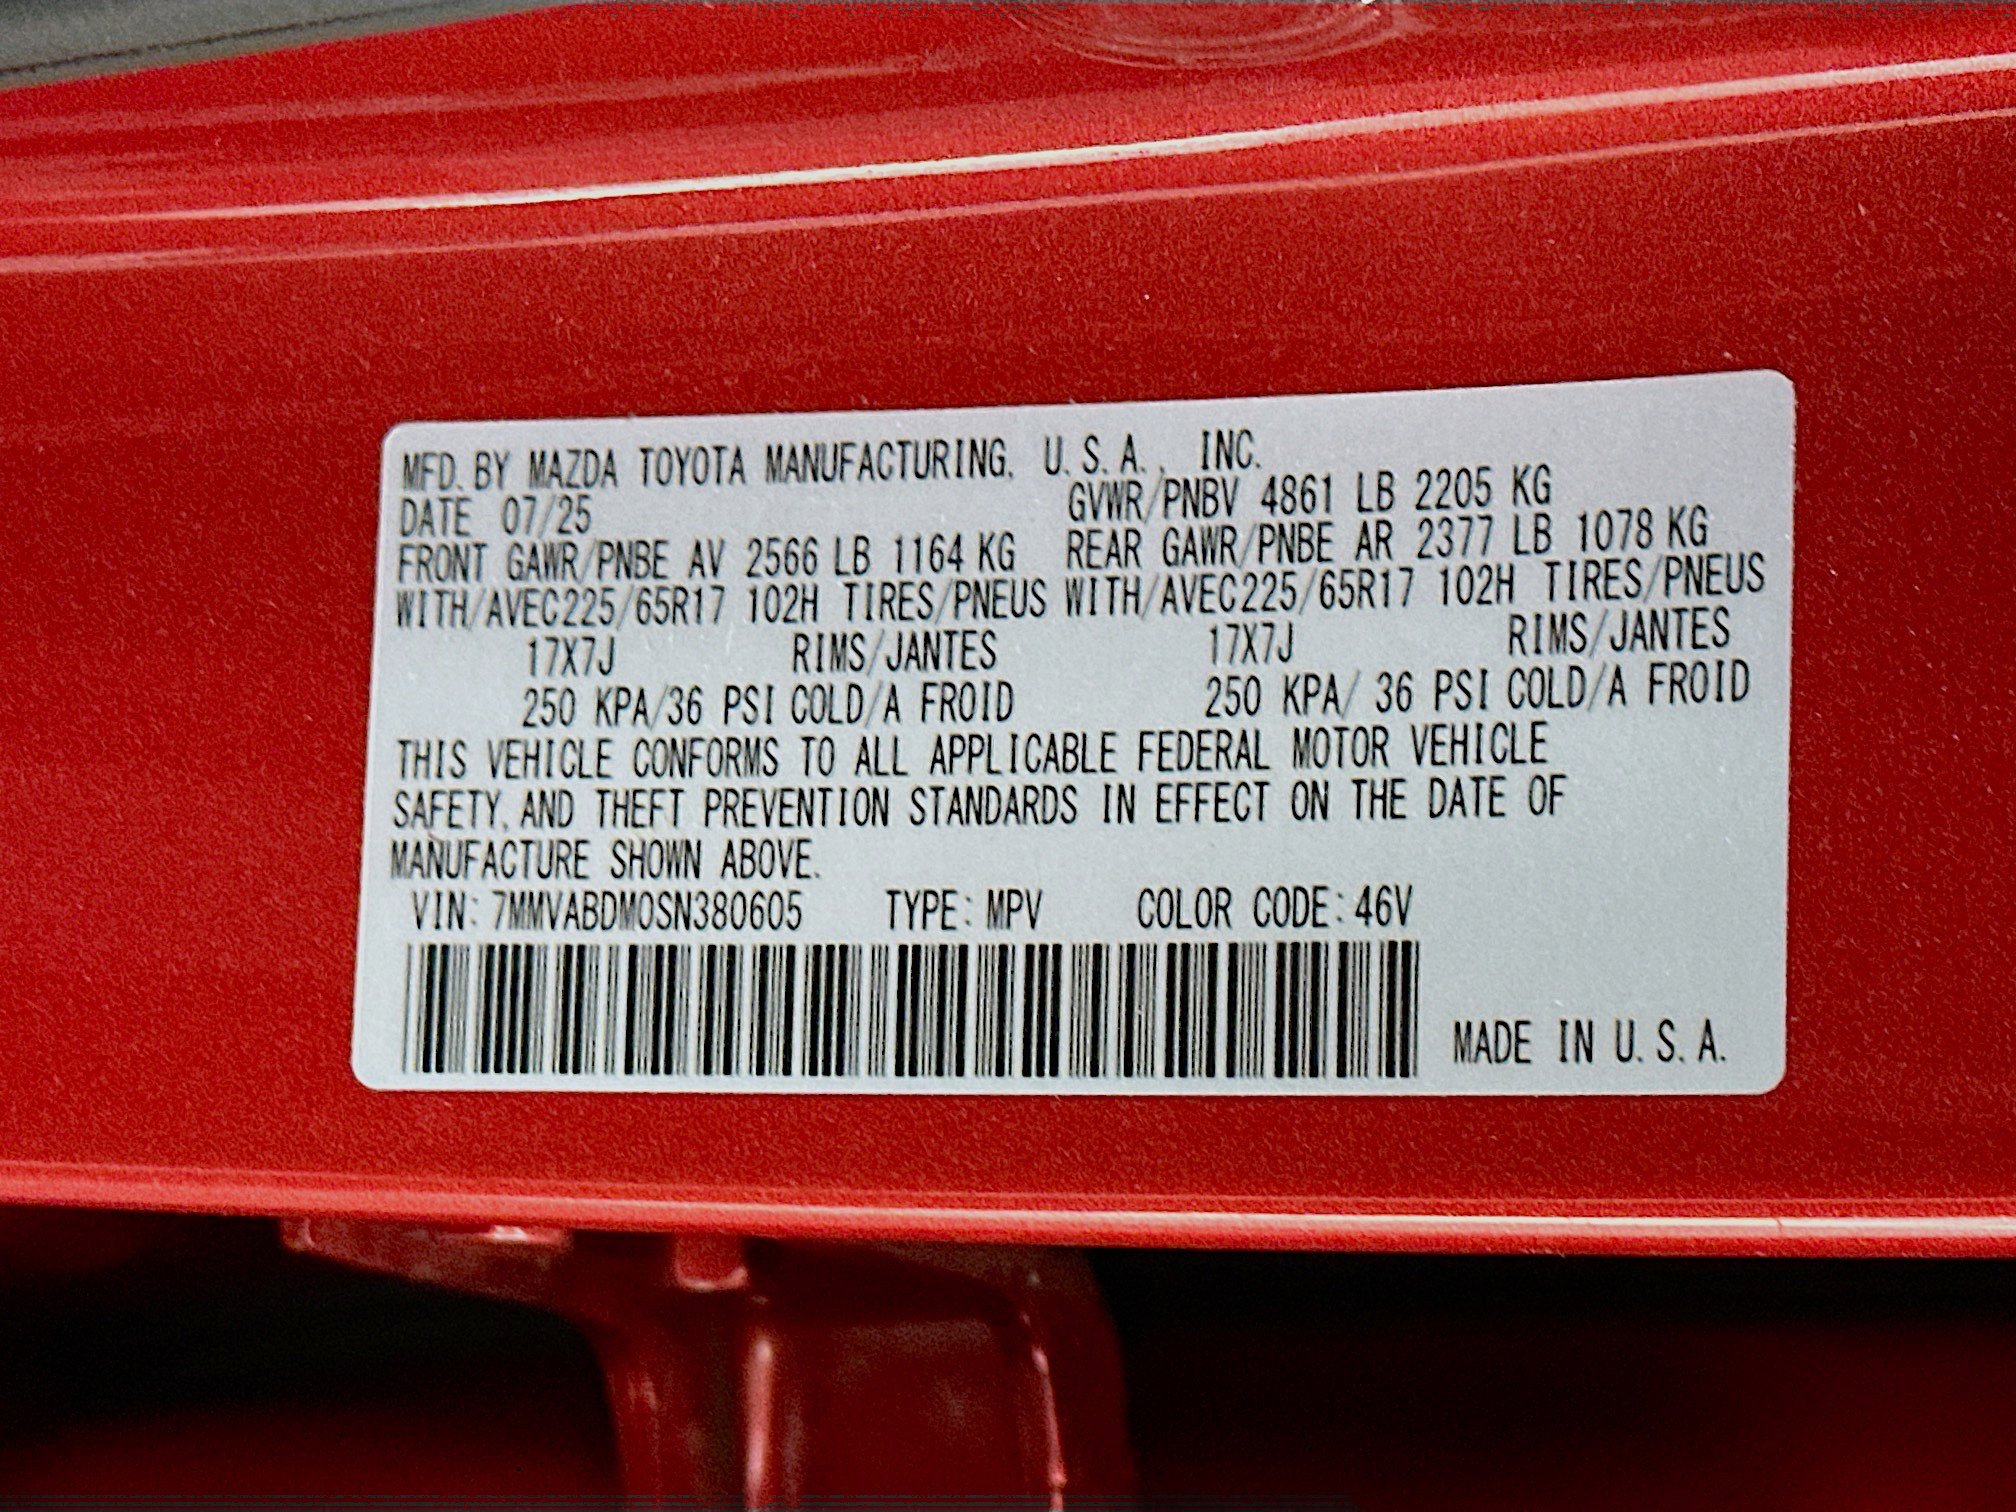 MFD. BY MAZDA TOYOTA MANUFACTURING, U.S.A., INC.
DATE 07/25 GVWR/PNBV 4861 LB 2205 KG
FRONT GAWR/PNBE AV 2566 LB 1164 KG REAR GAWR/PNBE AR 2377 LB 1078 KG
WITH/AVEC225/65R17 102H TIRES/PNEUS WITH/AVEC225/65R17 102H TIRES/PNEUS
17X7J RIMS/JANTES 17X7J RIMS/JANTES
250 KPA/36 PSI COLD/A FROID 250 KPA/ 36 PSI COLD/A FROID
THIS VEHICLE CONFORMS TO ALL APPLICABLE FEDERAL MOTOR VEHICLE
SAFETY, AND THEFT PREVENTION STANDARDS IN EFFECT ON THE DATE OF
MANUFACTURE SHOWN ABOVE.
VIN: 7MMVABDM0SN380605 TYPE: MPV COLOR CODE: 46V
MADE IN U.S.A.